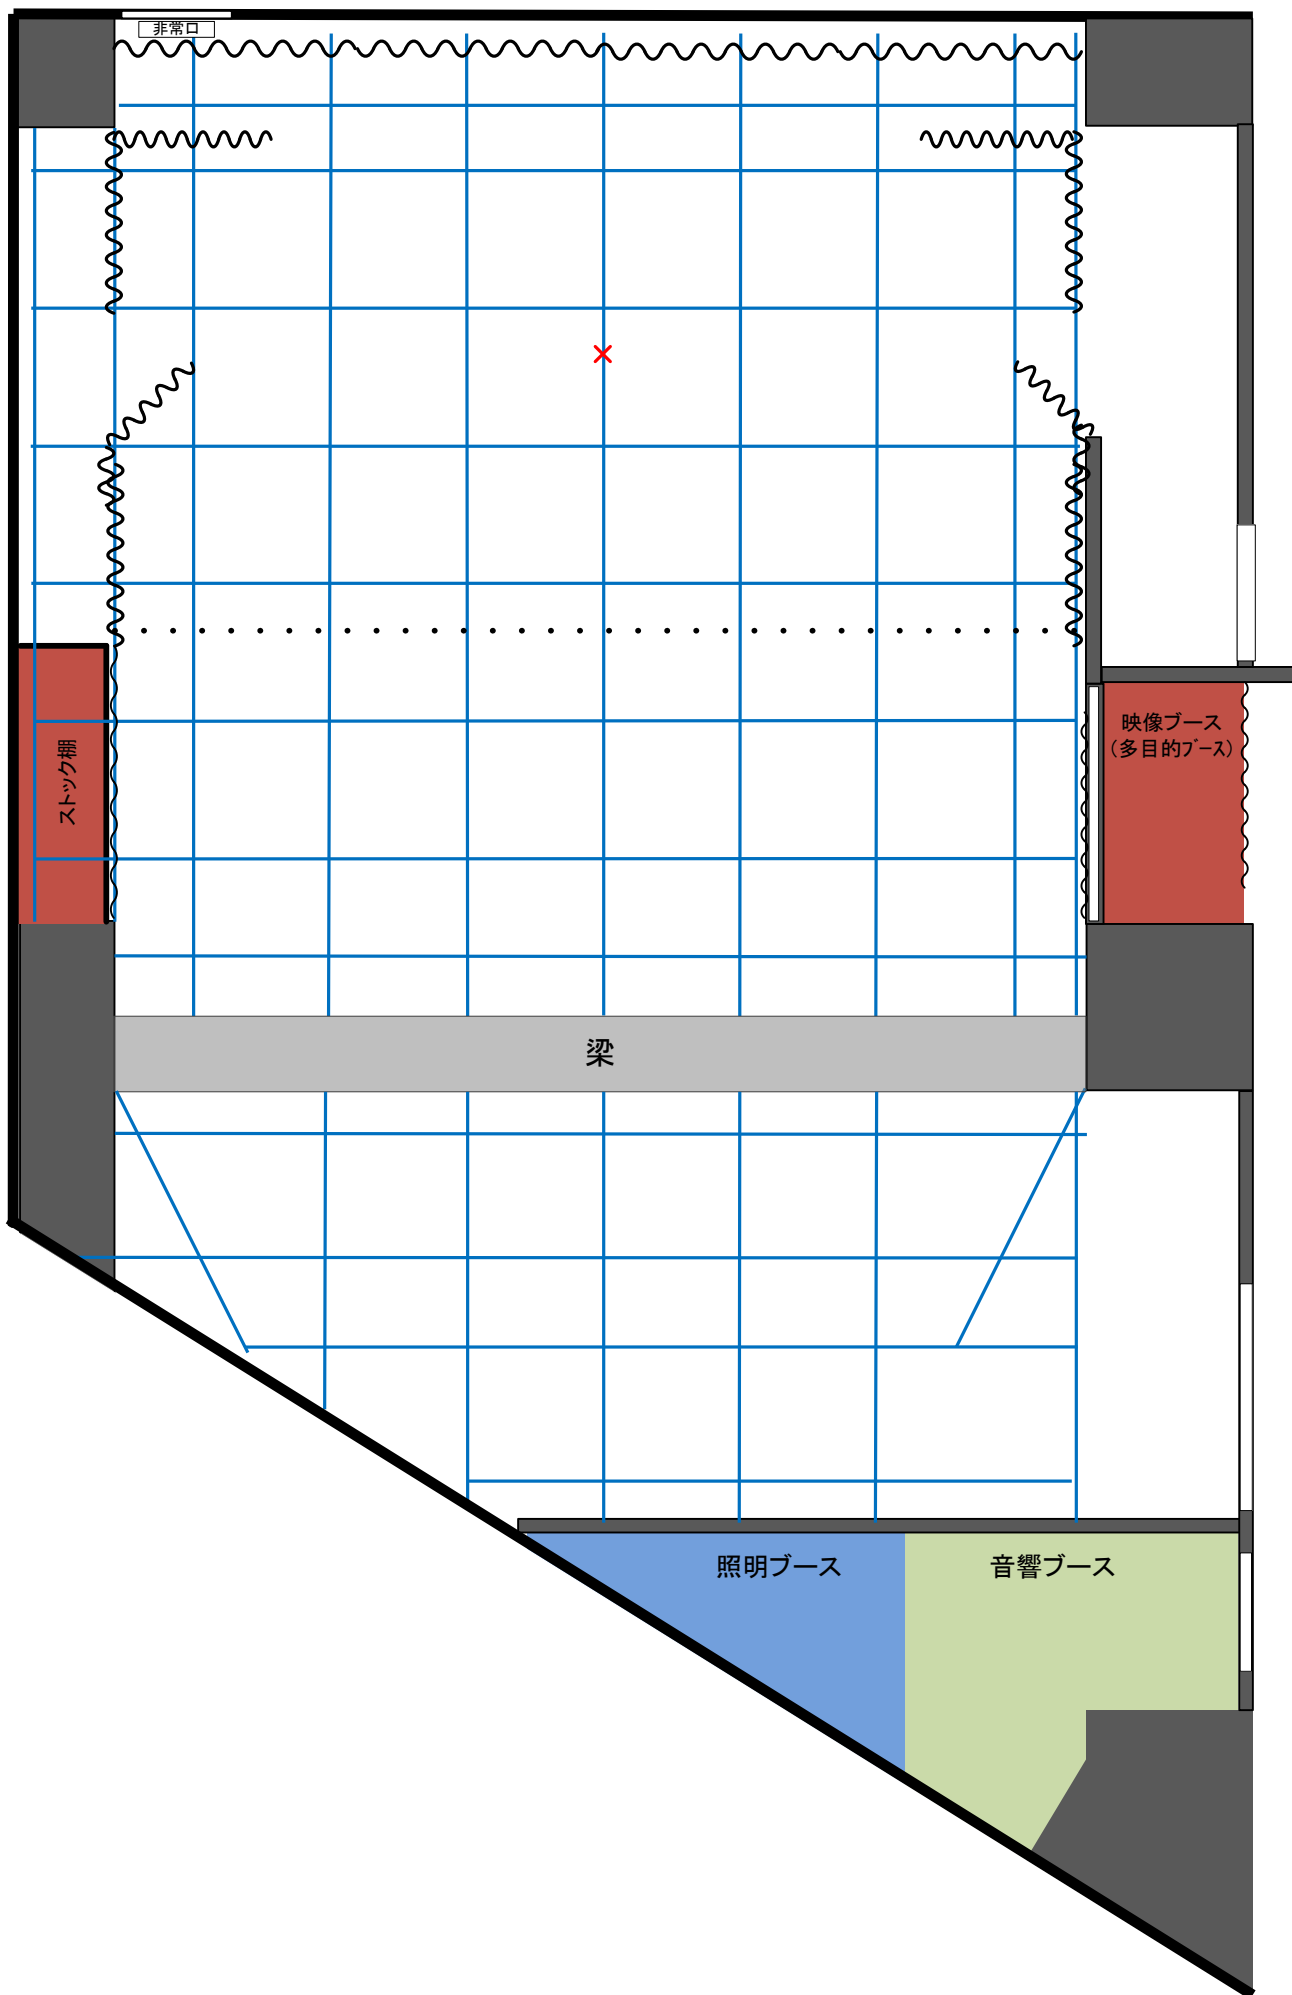 非常口
ストック棚
映像ブース
(多目的ﾌﾞｰｽ)
梁
照明ブース
音響ブース